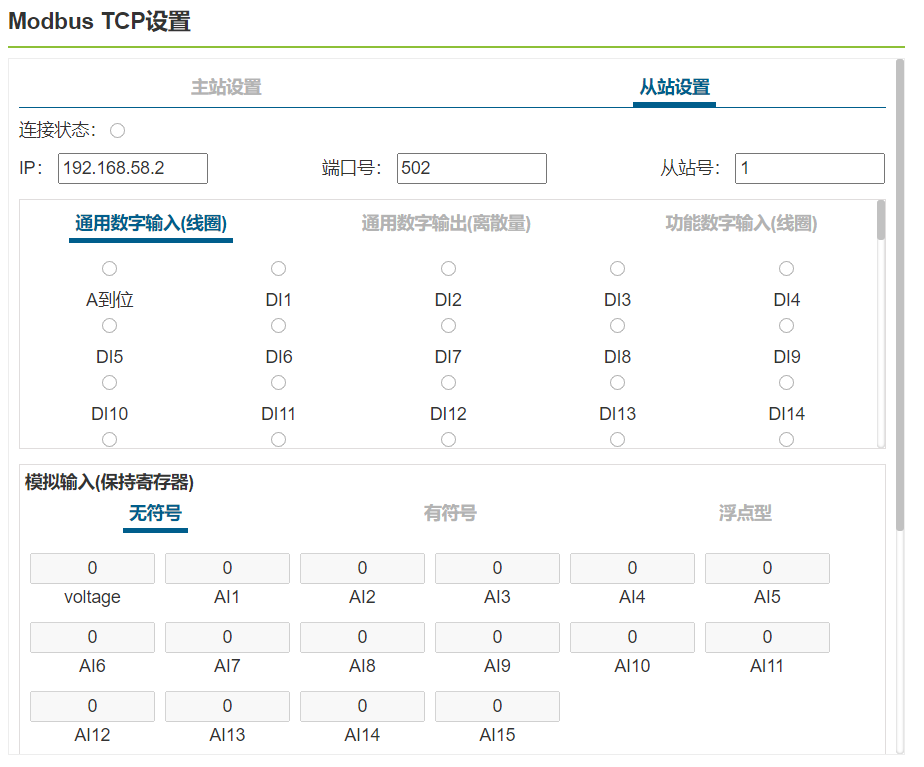 Modbus TCP设置
主站设置 从站设置
连接状态：
IP： 192.168.58.2 端口号： 502 从站号： 1
通用数字输入(线圈) 通用数字输出(离散量) 功能数字输入(线圈)
A到位 DI1 DI2 DI3 DI4
DI5 DI6 DI7 DI8 DI9
DI10 DI11 DI12 DI13 DI14
模拟输入(保持寄存器)
无符号 有符号 浮点型
0 0 0 0 0 0
voltage AI1 AI2 AI3 AI4 AI5
0 0 0 0 0 0
AI6 AI7 AI8 AI9 AI10 AI11
0 0 0 0
AI12 AI13 AI14 AI15